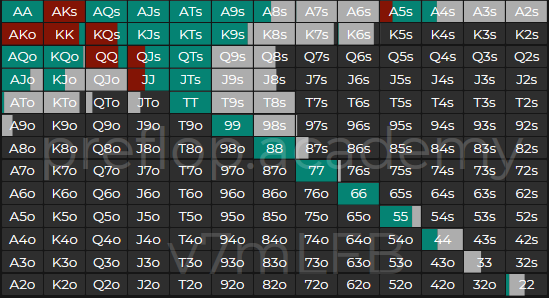 AA AKs AQs AJs ATs A9s A8s A7s A6s A5s A4s A3s A2s
AKo KK KQs KJs KTs K9s K8s K7s K6s K5s K4s K3s K2s
AQo KQo QQ QJs QTs Q9s Q8s Q7s Q6s Q5s Q4s Q3s Q2s
AJo KJo QJo JJ JTs J9s J8s J7s J6s J5s J4s J3s J2s
ATo KTo QTo JTo TT T9s T8s T7s T6s T5s T4s T3s T2s
A9o K9o Q9o J9o T9o 99 98s 97s 96s 95s 94s 93s 92s
preflop.academy
A8o K8o Q8o J8o T8o 98o 88 87s 86s 85s 84s 83s 82s
A7o K7o Q7o J7o T7o 97o 87o 77 76s 75s 74s 73s 72s
A6o K6o Q6o J6o T6o 96o 86o 76o 66 65s 64s 63s 62s
A5o K5o Q5o J5o T5o 95o 85o 75o 65o 55 54s 53s 52s
A4o K4o Q4o J4o T4o 94o 84o 74o 64o 54o 44 43s 42s
v7mLFB
A3o K3o Q3o J3o T3o 93o 83o 73o 63o 53o 43o 33 32s
A2o K2o Q2o J2o T2o 92o 82o 72o 62o 52o 42o 32o 22